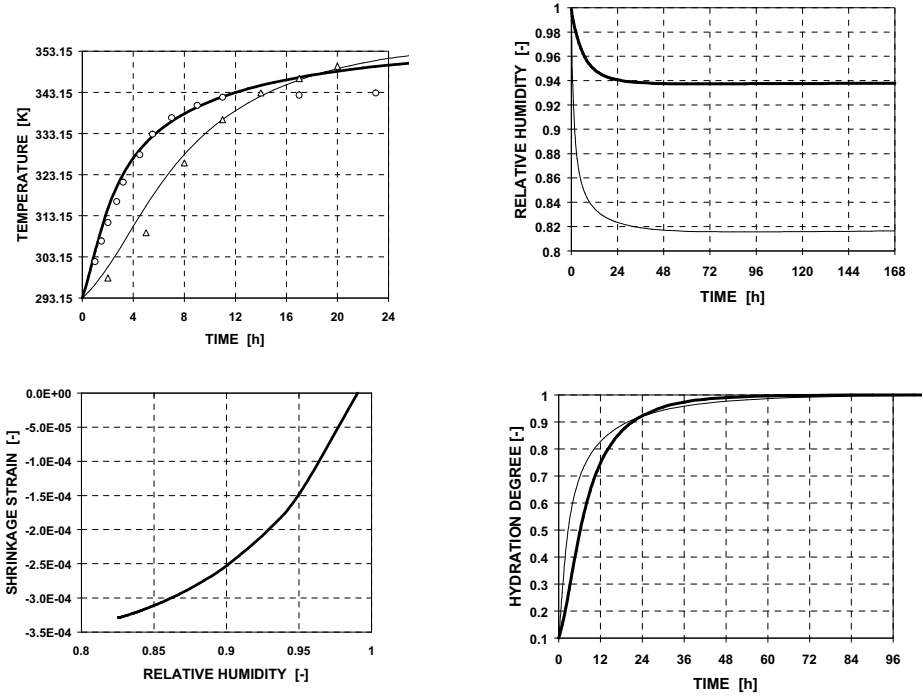 353.15
343.15
333.15
323.15
313.15
303.15
293.15
TEMPERATURE [K]
0 4 8 12 16 20 24
TIME [h]
1
0.98
0.96
0.94
0.92
0.9
0.88
0.86
0.84
0.82
0.8
RELATIVE HUMIDITY [-]
0 24 48 72 96 120 144 168
TIME [h]
0.0E+00
-5.0E-05
-1.0E-04
-1.5E-04
-2.0E-04
-2.5E-04
-3.0E-04
-3.5E-04
SHRINKAGE STRAIN [-]
0.8 0.85 0.9 0.95 1
RELATIVE HUMIDITY [-]
1
0.9
0.8
0.7
0.6
0.5
0.4
0.3
0.2
0.1
HYDRATION DEGREE [-]
0 12 24 36 48 60 72 84 96
TIME [h]